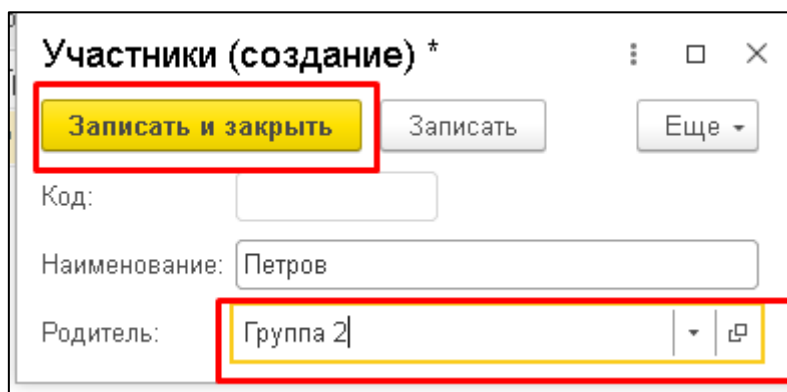 Участники (создание) *
Записать и закрыть Записать Еще
Код:
Наименование: Петров
Родитель: Группа 2